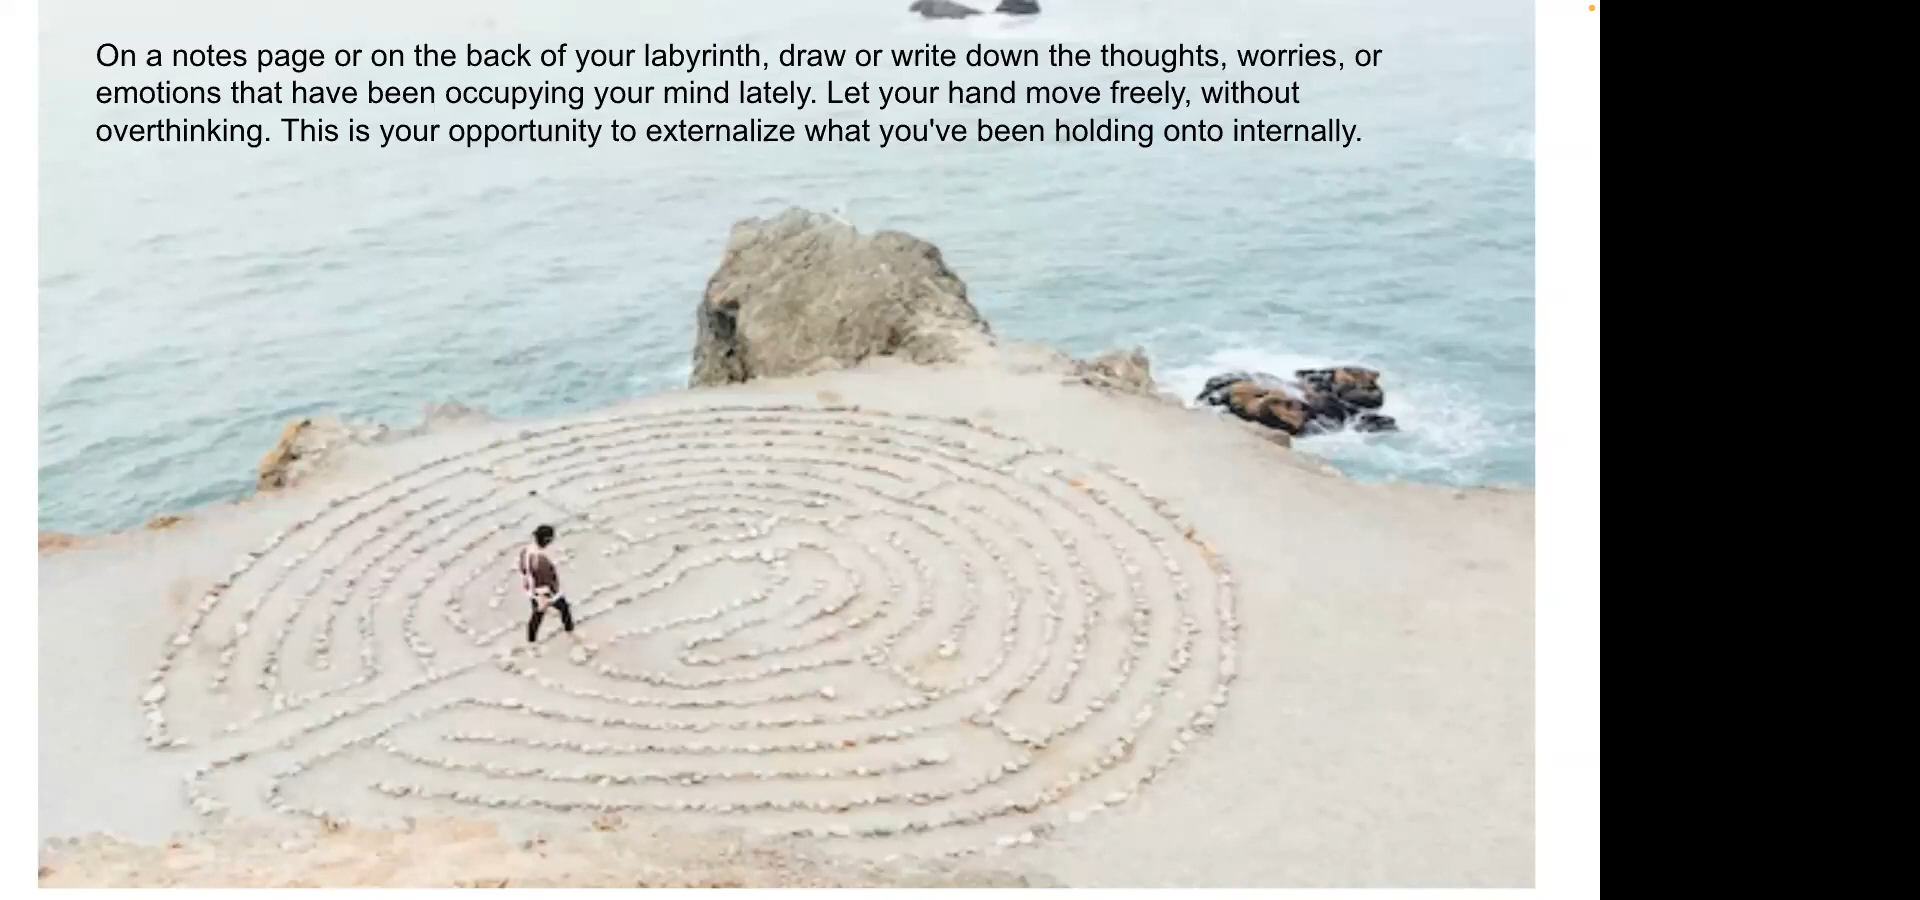 On a notes page or on the back of your labyrinth, draw or write down the thoughts, worries, or
emotions that have been occupying your mind lately. Let your hand move freely, without
overthinking. This is your opportunity to externalize what you've been holding onto internally.